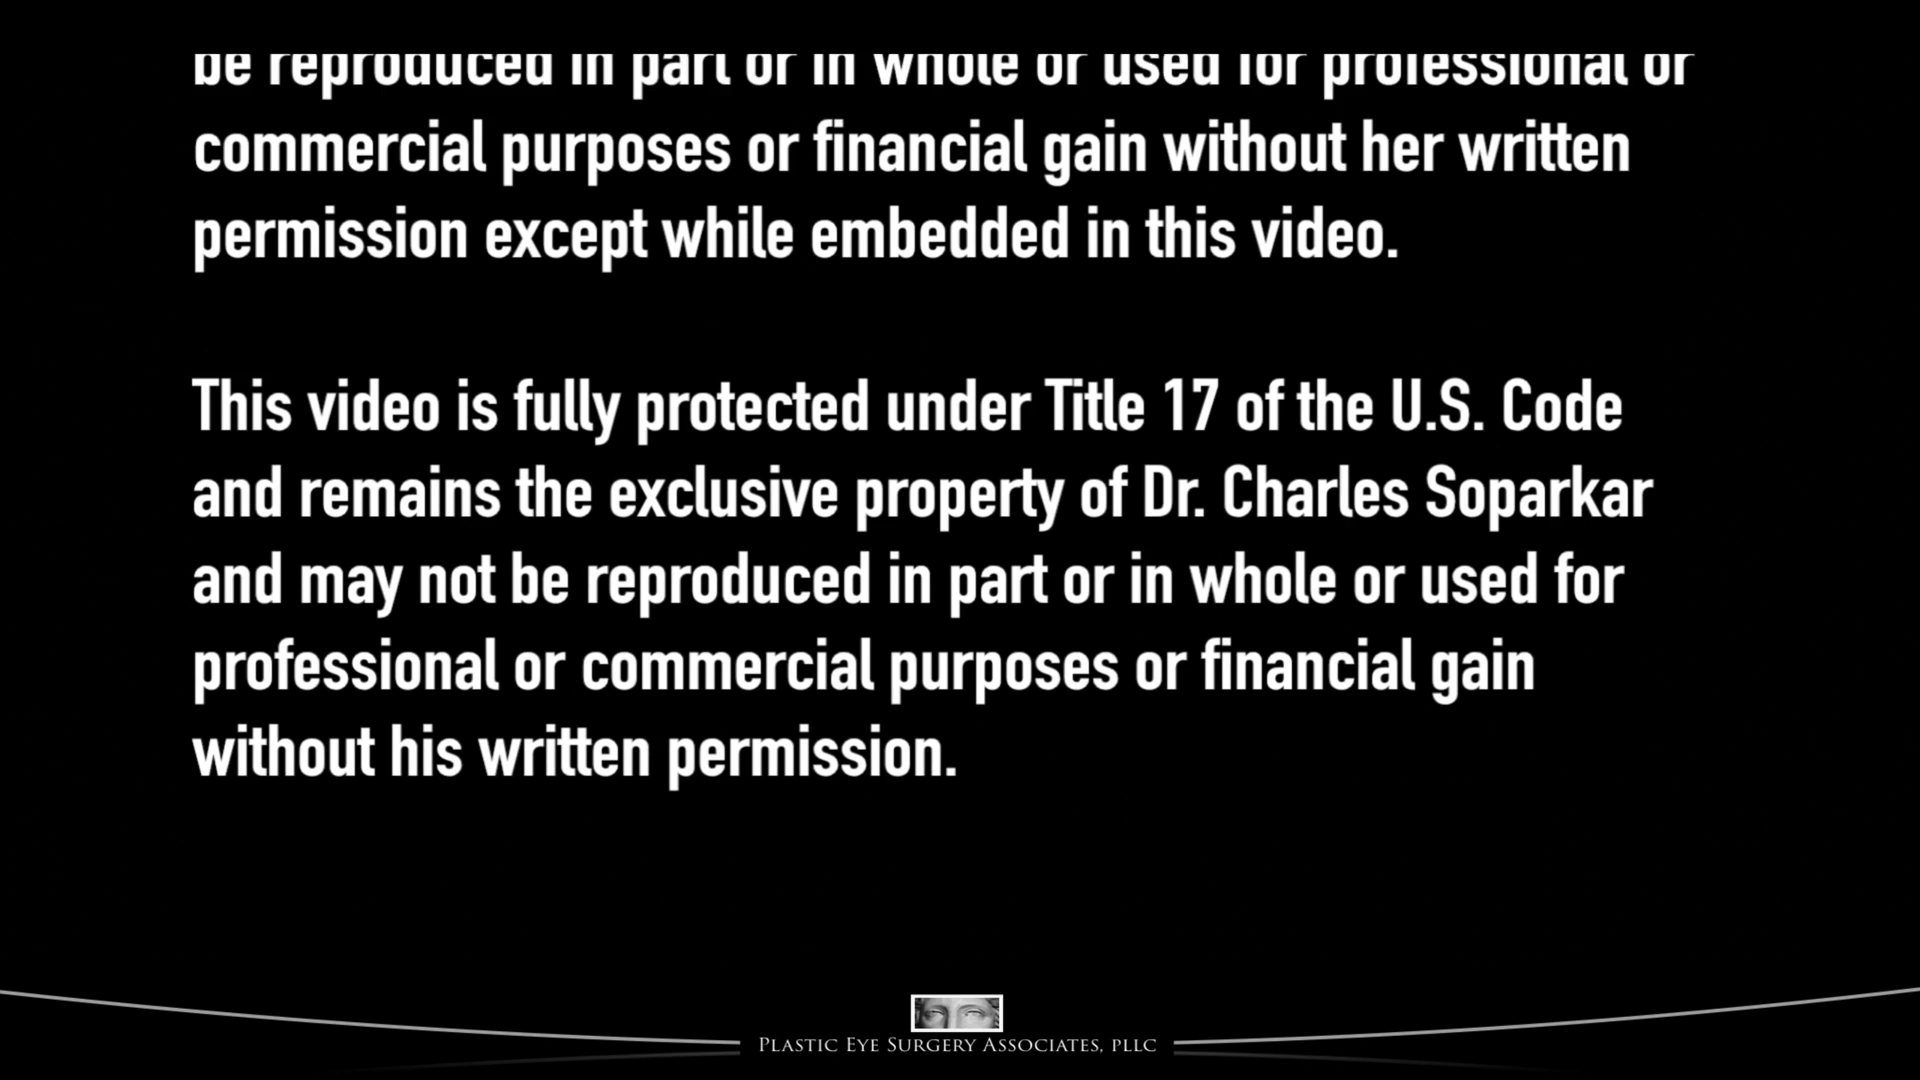 be reproduced in part or in whole or used for professional or
commercial purposes or financial gain without her written
permission except while embedded in this video.
This video is fully protected under Title 17 of the U.S. Code
and remains the exclusive property of Dr. Charles Soparkar
and may not be reproduced in part or in whole or used for
professional or commercial purposes or financial gain
without his written permission.
Plastic Eye Surgery Associates, PLLC